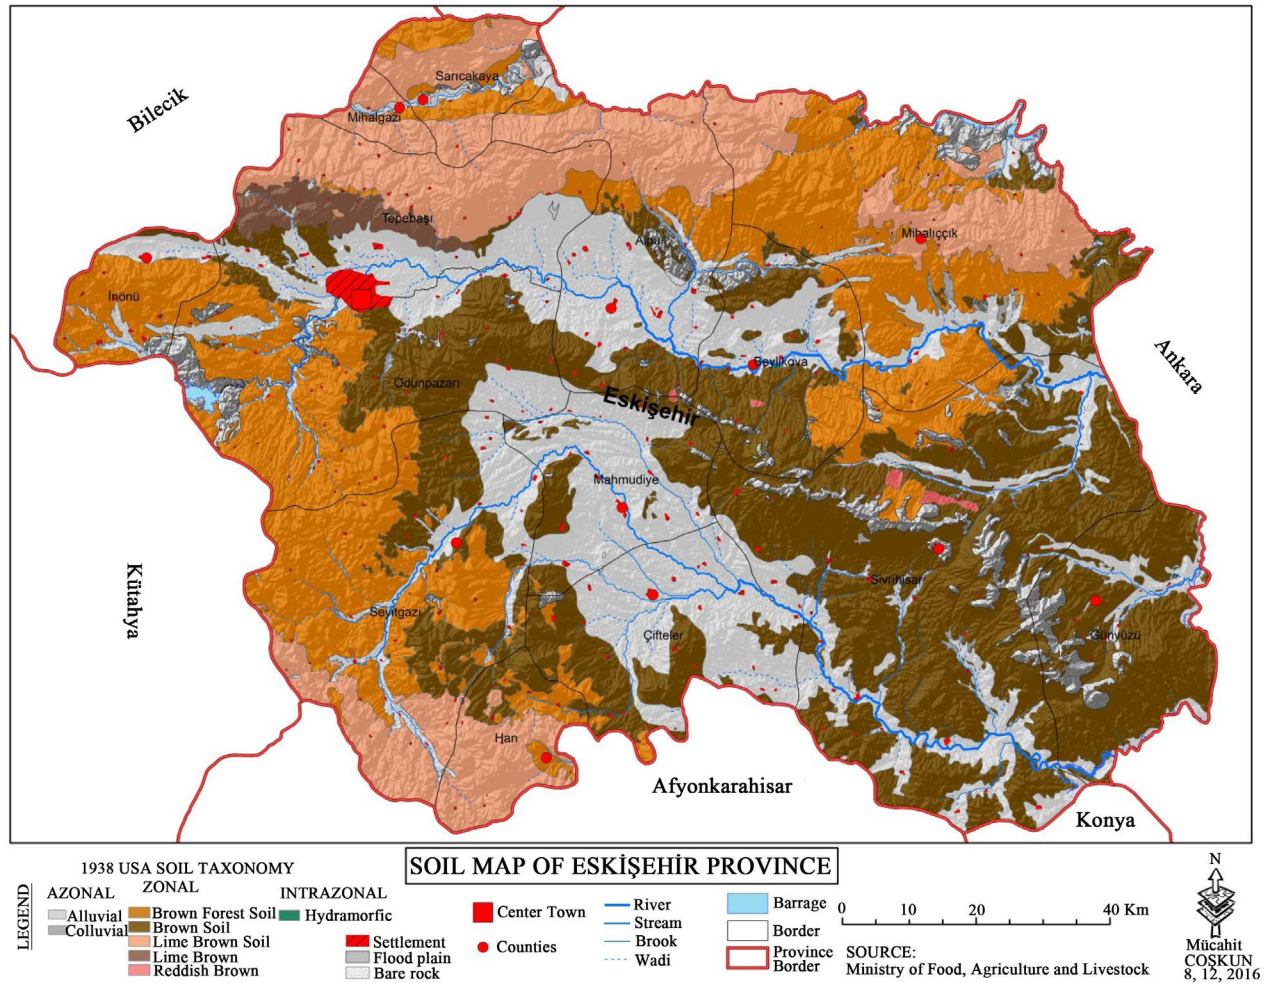 Bilecik
Sarıcakaya
Mihalgazi
Tepebaşı
Alpu
Mihalıççık
İnönü
Beylikova
Ankara
Odunpazarı
Eskişehir
Mahmudiye
Kütahya
Sivrihisar
Seyitgazi
Çifteler
Günyüzü
Han
Afyonkarahisar
Konya
SOIL MAP OF ESKİŞEHİR PROVINCE
LEGEND
1938 USA SOIL TAXONOMY
AZONAL
Alluvial
Colluvial
ZONAL
Brown Forest Soil
Brown Soil
Lime Brown Soil
Lime Brown
Reddish Brown
INTRAZONAL
Hydramorfic
Settlement
Flood plain
Bare rock
Center Town
Counties
River
Stream
Brook
Wadi
Barrage
Border
Province
Border
0 10 20 40 Km
SOURCE:
Ministry of Food, Agriculture and Livestock
N
Mücahit
COŞKUN
8, 12, 2016